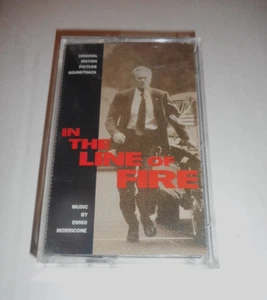 ORIGINAL
MOTION
PICTURE
SOUNDTRACK
IN
THE
LINE OF
FIRE
MUSIC
BY
ENNIO
MORRICONE